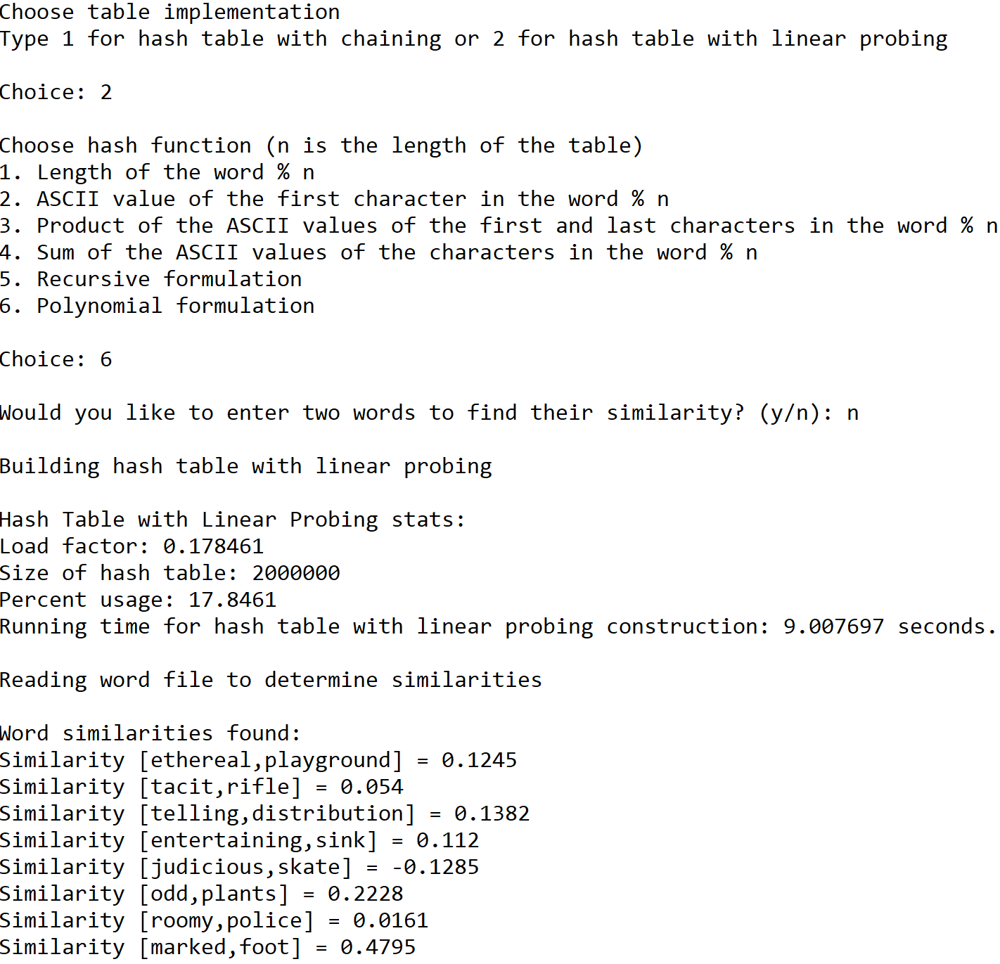 Choose table implementation
Type 1 for hash table with chaining or 2 for hash table with linear probing
Choice: 2
Choose hash function (n is the length of the table)
1. Length of the word % n
2. ASCII value of the first character in the word % n
3. Product of the ASCII values of the first and last characters in the word % n
4. Sum of the ASCII values of the characters in the word % n
5. Recursive formulation
6. Polynomial formulation
Choice: 6
Would you like to enter two words to find their similarity? (y/n): n
Building hash table with linear probing
Hash Table with Linear Probing stats:
Load factor: 0.178461
Size of hash table: 2000000
Percent usage: 17.8461
Running time for hash table with linear probing construction: 9.007697 seconds.
Reading word file to determine similarities
Word similarities found:
Similarity [ethereal,playground] = 0.1245
Similarity [tacit,rifle] = 0.054
Similarity [telling,distribution] = 0.1382
Similarity [entertaining,sink] = 0.112
Similarity [judicious,skate] = -0.1285
Similarity [odd,plants] = 0.2228
Similarity [roomy,police] = 0.0161
Similarity [marked,foot] = 0.4795